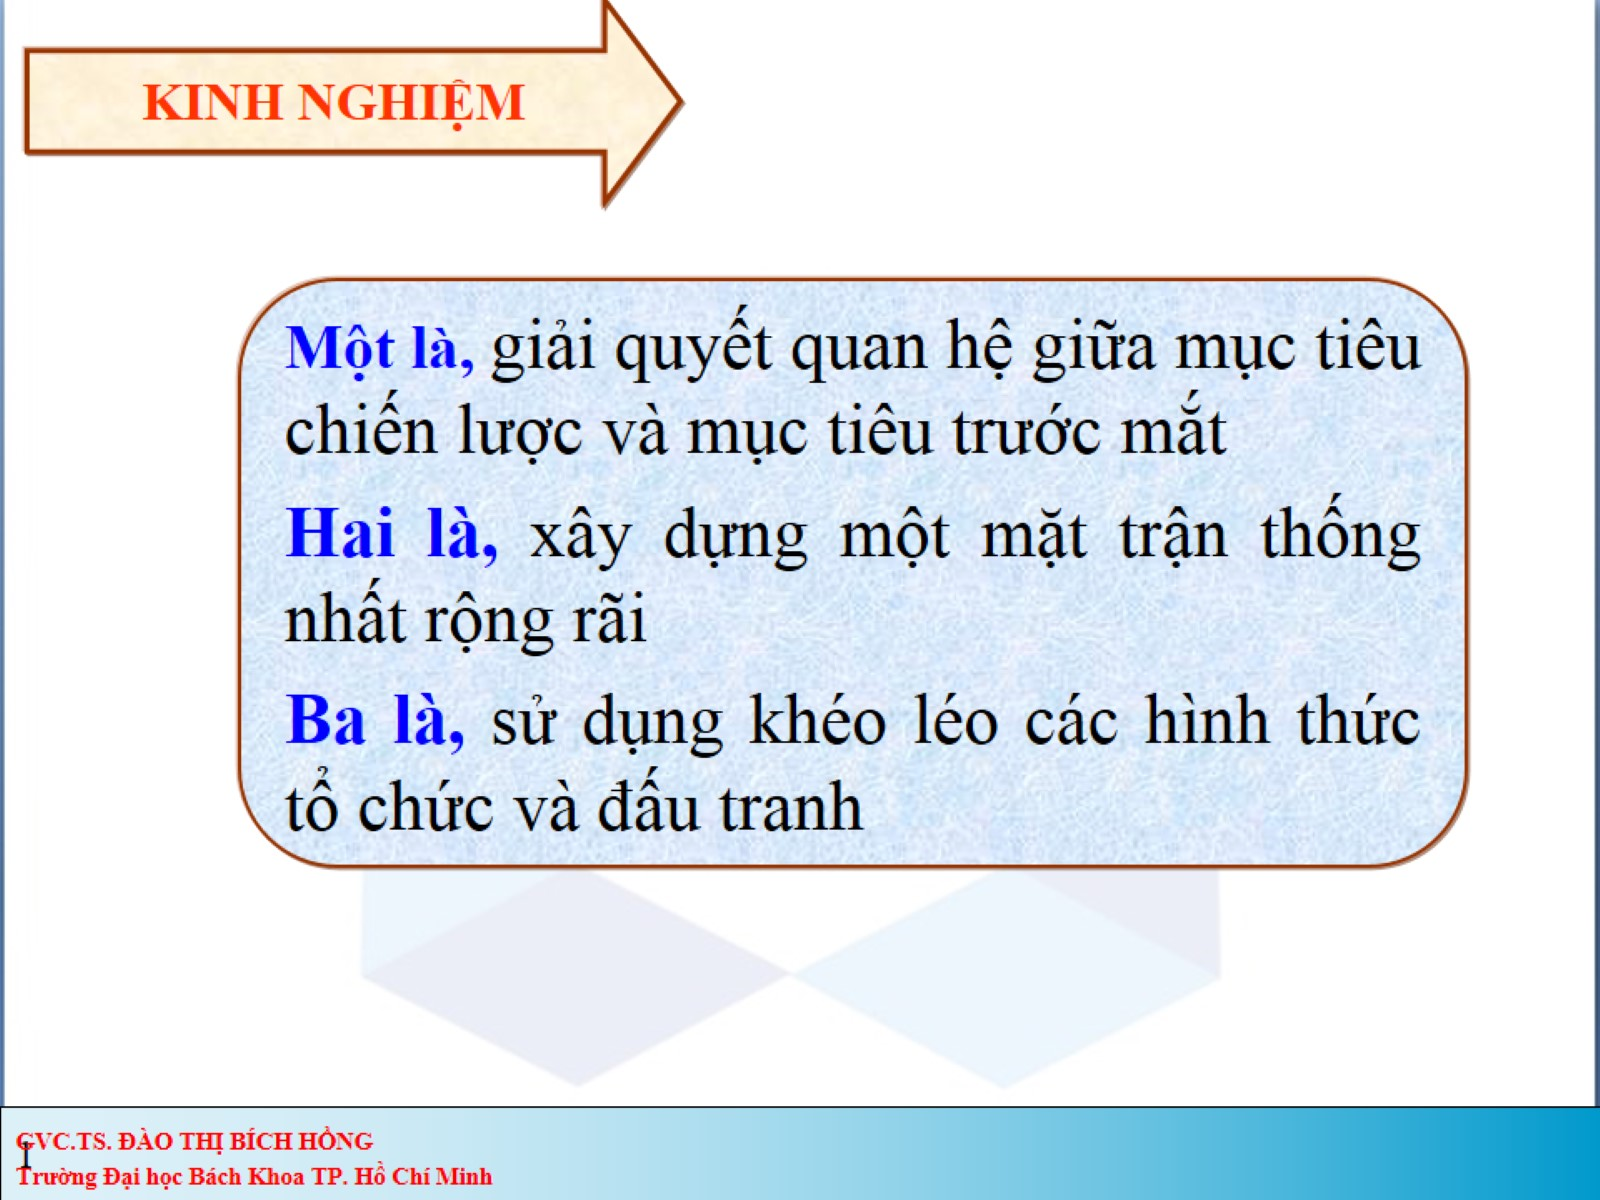 KINH NGHIỆM
Một là, giải quyết quan hệ giữa mục tiêu
chiến lược và mục tiêu trước mắt
Hai là, xây dựng một mặt trận thống
nhất rộng rãi
Ba là, sử dụng khéo léo các hình thức
tổ chức và đấu tranh
GVC.TS. ĐÀO THỊ BÍCH HỒNG
1
Trường Đại học Bách Khoa TP. Hồ Chí Minh